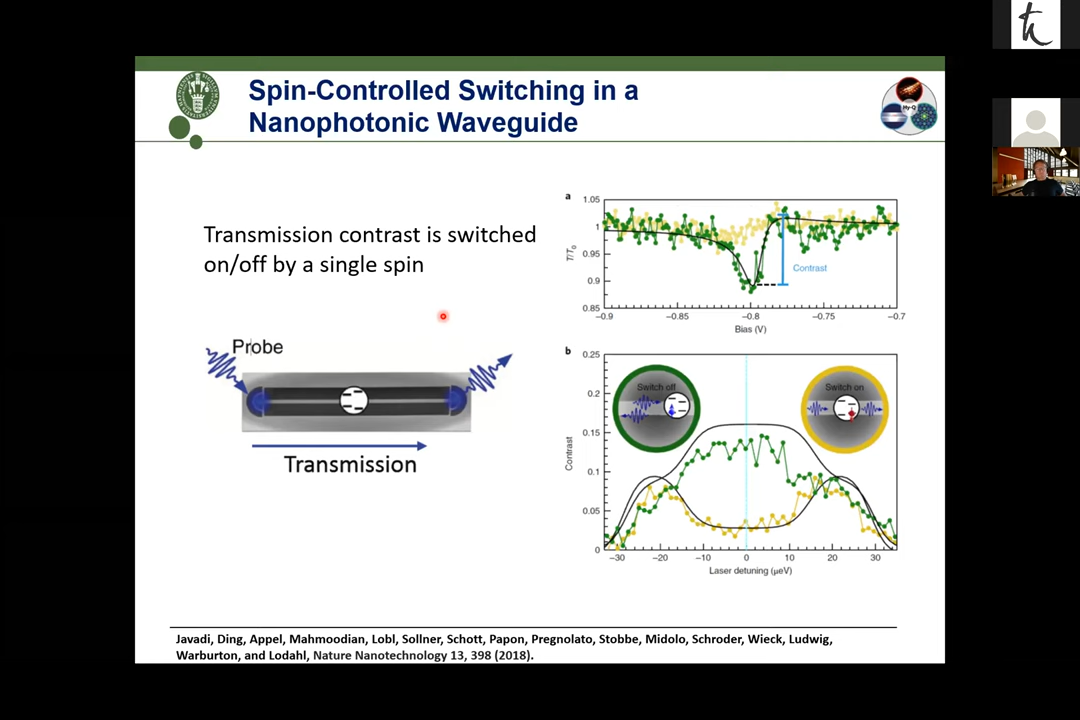 Spin-Controlled Switching in a
Nanophotonic Waveguide
Hy-Q
Transmission contrast is switched
on/off by a single spin
Probe
Transmission
a
1.05
1
0.95
0.9
0.85
T/T0
Contrast
−0.9
−0.85
−0.8
−0.75
−0.7
Bias (V)
b
0.25
0.2
0.15
0.1
0.05
0
Contrast
Switch off
Switch on
−30
−20
−10
0
10
20
30
Laser detuning (μeV)
Javadi, Ding, Appel, Mahmoodian, Lobl, Sollner, Schott, Papon, Pregnolato, Stobbe, Midolo, Schroder, Wieck, Ludwig,
Warburton, and Lodahl, Nature Nanotechnology 13, 398 (2018).